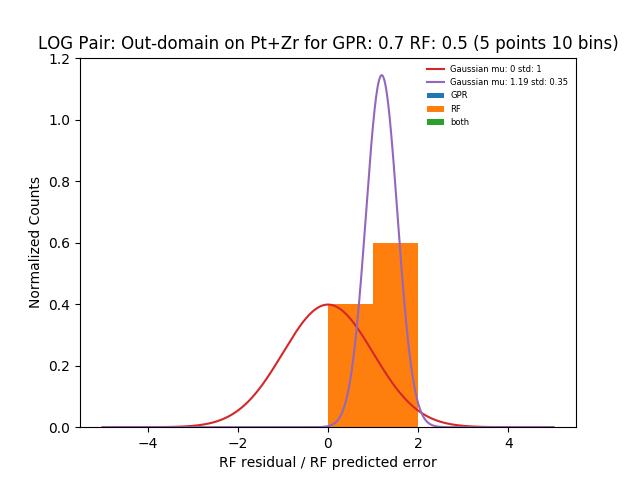 LOG Pair: Out-domain on Pt+Zr for GPR: 0.7 RF: 0.5 (5 points 10 bins)
Gaussian mu: 0 std: 1
Gaussian mu: 1.19 std: 0.35
GPR
RF
both
Normalized Counts
1.2
1.0
0.8
0.6
0.4
0.2
0.0
−4 −2 0 2 4
RF residual / RF predicted error